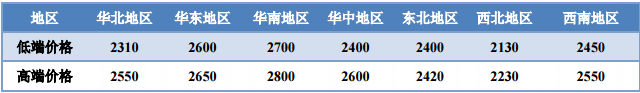 地区 华北地区 华东地区 华南地区 华中地区 东北地区 西北地区 西南地区
低端价格 2310 2600 2700 2400 2400 2130 2450
高端价格 2550 2650 2800 2600 2420 2230 2550